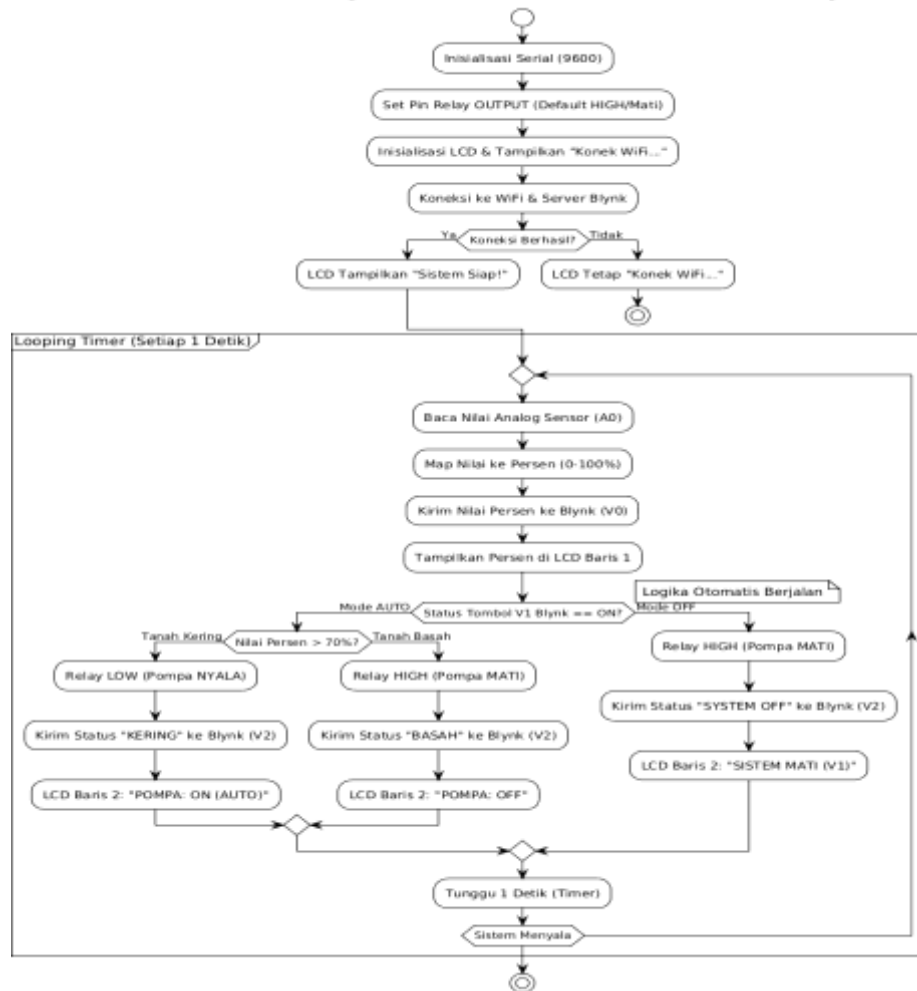 Inisialisasi Serial (9600)
Set Pin Relay OUTPUT (Default HIGH/Mati)
Inisialisasi LCD & Tampilkan "Konek WiFi..."
Koneksi ke WiFi & Server Blynk
Ya
Koneksi Berhasil?
Tidak
LCD Tampilkan "Sistem Siap!"
LCD Tetap "Konek WiFi..."
Looping Timer (Setiap 1 Detik)
Baca Nilai Analog Sensor (A0)
Map Nilai ke Persen (0-100%)
Kirim Nilai Persen ke Blynk (V0)
Tampilkan Persen di LCD Baris 1
Logika Otomatis Berjalan
Mode AUTO
Status Tombol V1 Blynk == ON?
Mode OFF
Tanah Kering
Nilai Persen > 70%?
Tanah Basah
Relay LOW (Pompa NYALA)
Relay HIGH (Pompa MATI)
Relay HIGH (Pompa MATI)
Kirim Status "KERING" ke Blynk (V2)
Kirim Status "BASAH" ke Blynk (V2)
Kirim Status "SYSTEM OFF" ke Blynk (V2)
LCD Baris 2: "POMPA: ON (AUTO)"
LCD Baris 2: "POMPA: OFF"
LCD Baris 2: "SISTEM MATI (V1)"
Tunggu 1 Detik (Timer)
Sistem Menyala